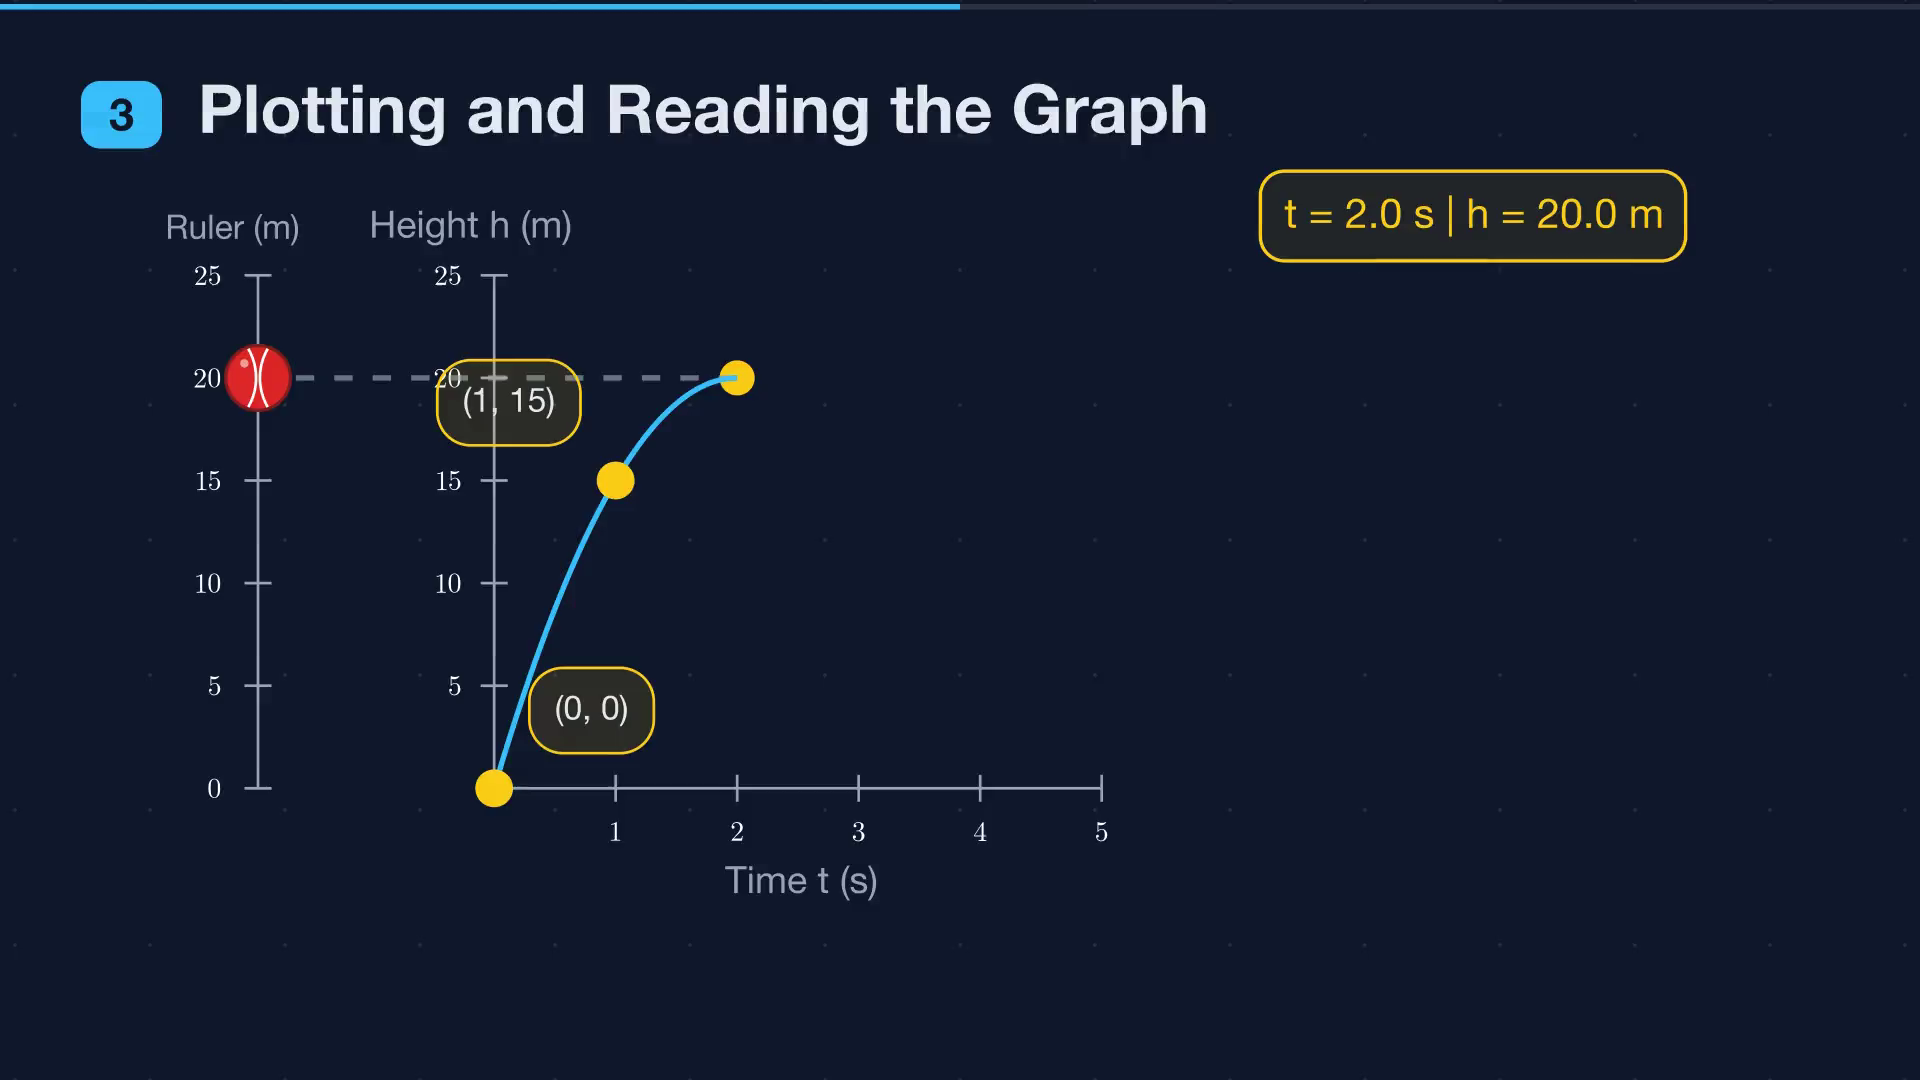 3 Plotting and Reading the Graph
t = 2.0 s | h = 20.0 m
Ruler (m)
Height h (m)
25
20
15
10
5
0
25
20
15
10
5
(1, 15)
(0, 0)
1 2 3 4 5
Time t (s)